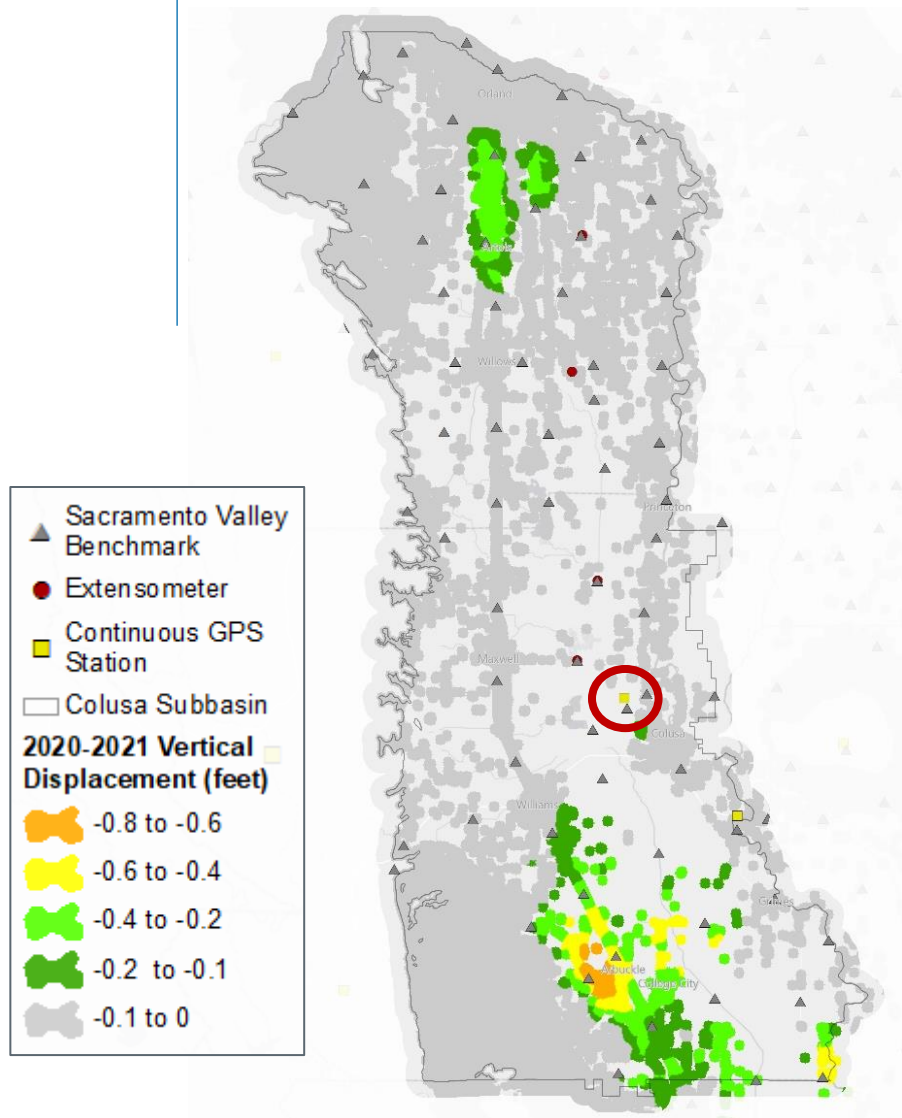 Orland
Artois
Willows
Princeton
Maxwell
Colusa
Williams
Grimes
Arbuckle
College City
Sacramento Valley
Benchmark
Extensometer
Continuous GPS
Station
Colusa Subbasin
2020-2021 Vertical
Displacement (feet)
-0.8 to -0.6
-0.6 to -0.4
-0.4 to -0.2
-0.2 to -0.1
-0.1 to 0